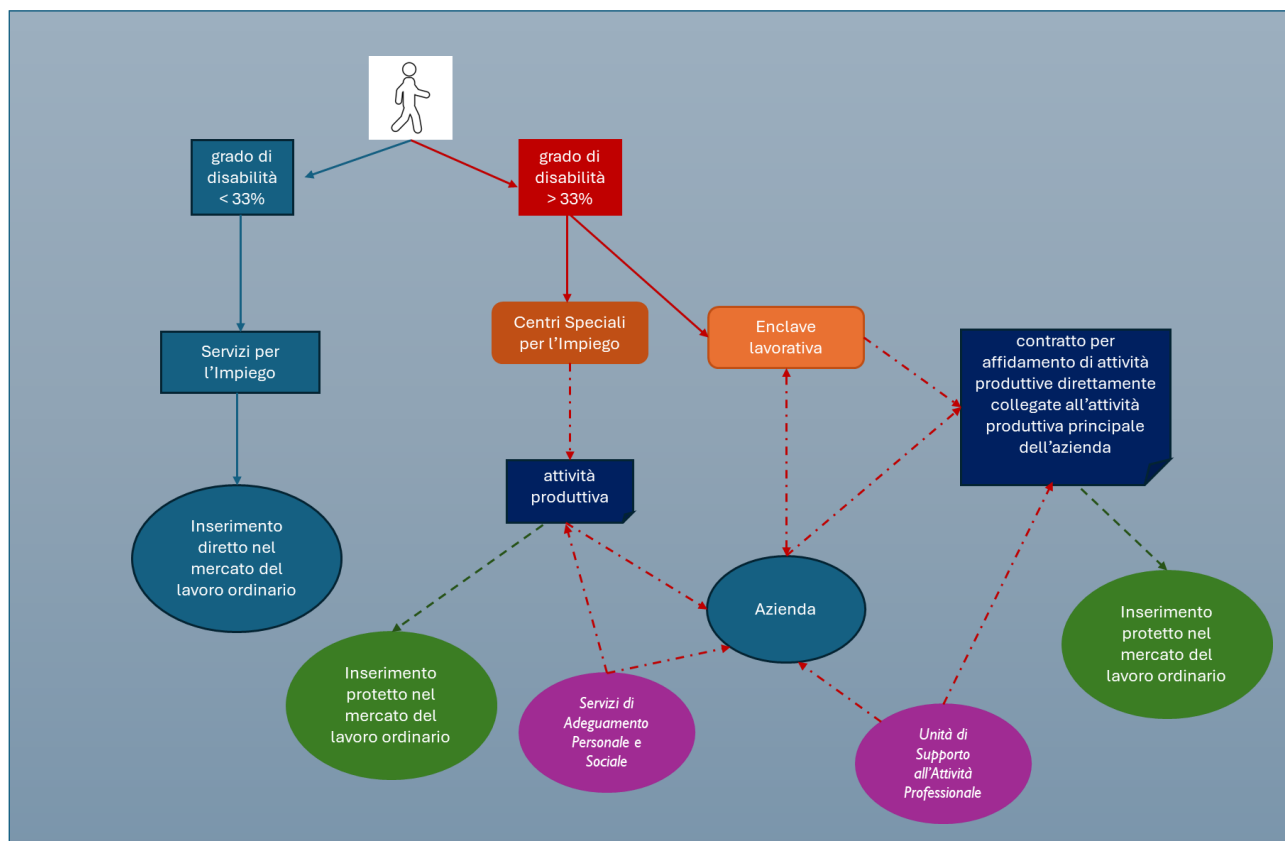 grado di
disabilità
< 33%
grado di
disabilità
> 33%
Servizi per
l’Impiego
Centri Speciali
per l’Impiego
Enclave
lavorativa
contratto per
affidamento di attività
produttive direttamente
collegate all’attività
produttiva principale
dell’azienda
attività
produttiva
Inserimento
diretto nel
mercato del
lavoro ordinario
Azienda
Inserimento
protetto nel
mercato del
lavoro ordinario
Inserimento
protetto nel
mercato del
lavoro ordinario
Servizi di
Adeguamento
Personale e
Sociale
Unità di
Supporto
all’Attività
Professionale